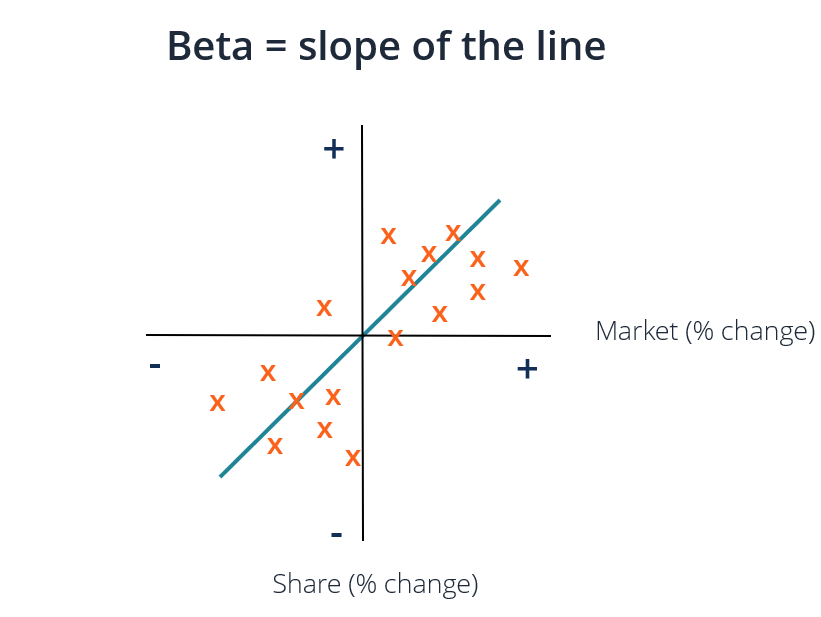 Beta = slope of the line
+
x
x
x
x
x
x
x
x
x
x
x
Market (% change)
-
+
x
x
x
x
x
x
x
-
Share (% change)